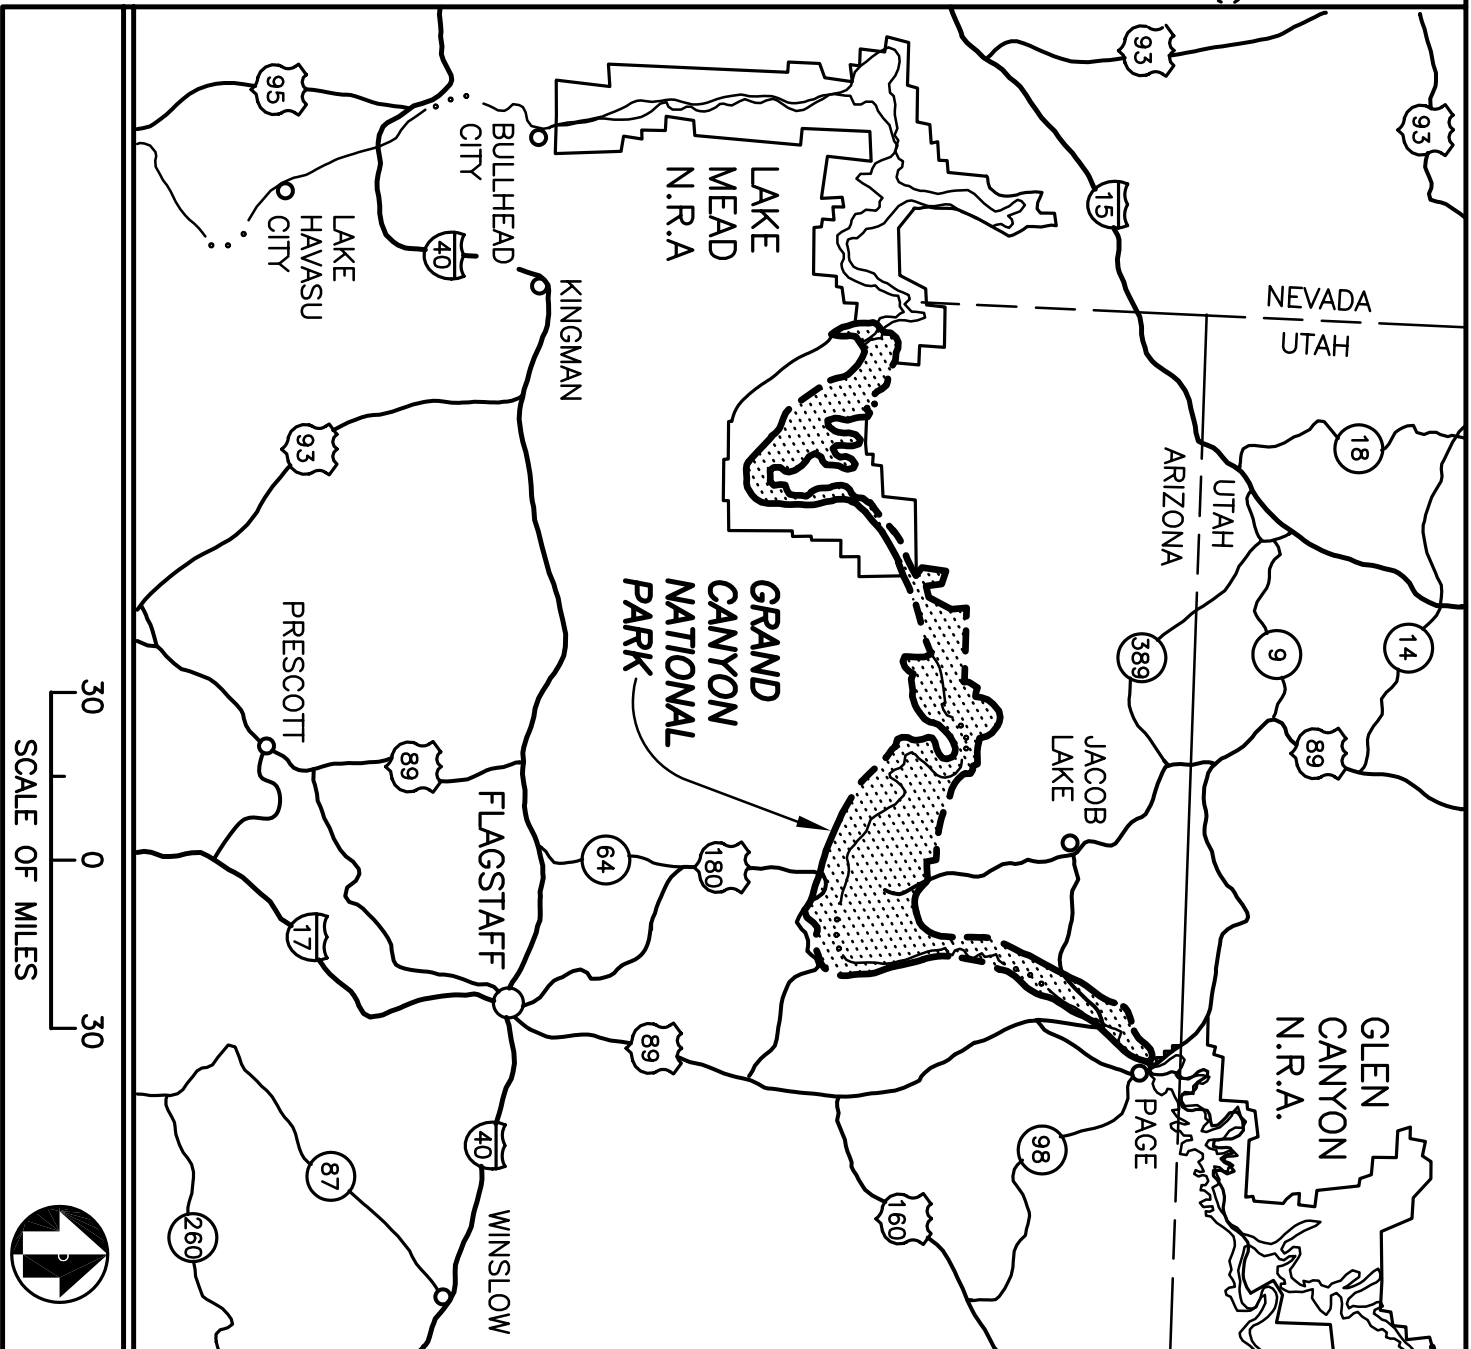 93
93
15
NEVADA
UTAH
18
14
9
389
UTAH
ARIZONA
89
JACOB
LAKE
GLEN
CANYON
N.R.A.
PAGE
98
160
LAKE
MEAD
N.R.A
GRAND
CANYON
NATIONAL
PARK
180
64
89
95
BULLHEAD
CITY
LAKE
HAVASU
CITY
40
KINGMAN
93
PRESCOTT
89
FLAGSTAFF
17
40
WINSLOW
87
260
30
0
30
SCALE OF MILES